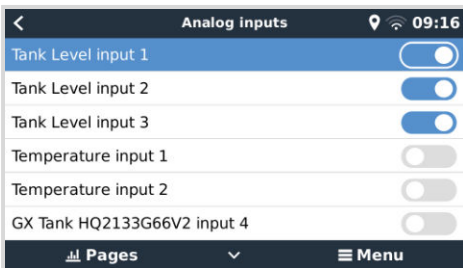 Analog inputs 09:16
Tank Level input 1
Tank Level input 2
Tank Level input 3
Temperature input 1
Temperature input 2
GX Tank HQ2133G66V2 input 4
Pages Menu